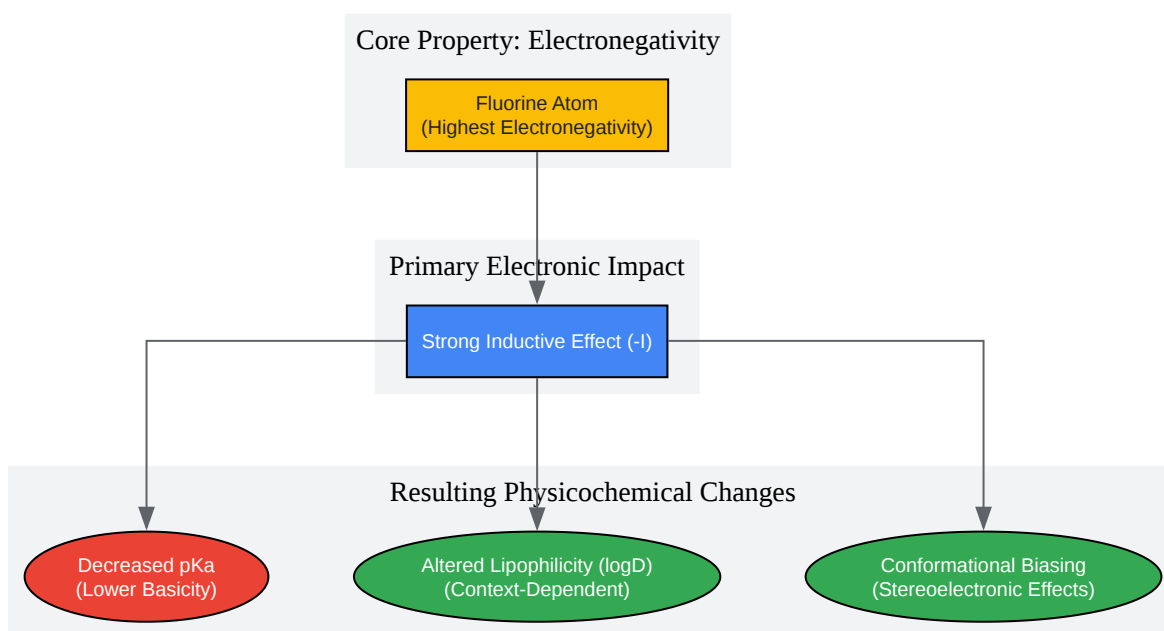 Core Property: Electronegativity
Fluorine Atom
(Highest Electronegativity)
Primary Electronic Impact
Strong Inductive Effect (-I)
Resulting Physicochemical Changes
Decreased pKa
(Lower Basicity)
Altered Lipophilicity (logD)
(Context-Dependent)
Conformational Biasing
(Stereoelectronic Effects)